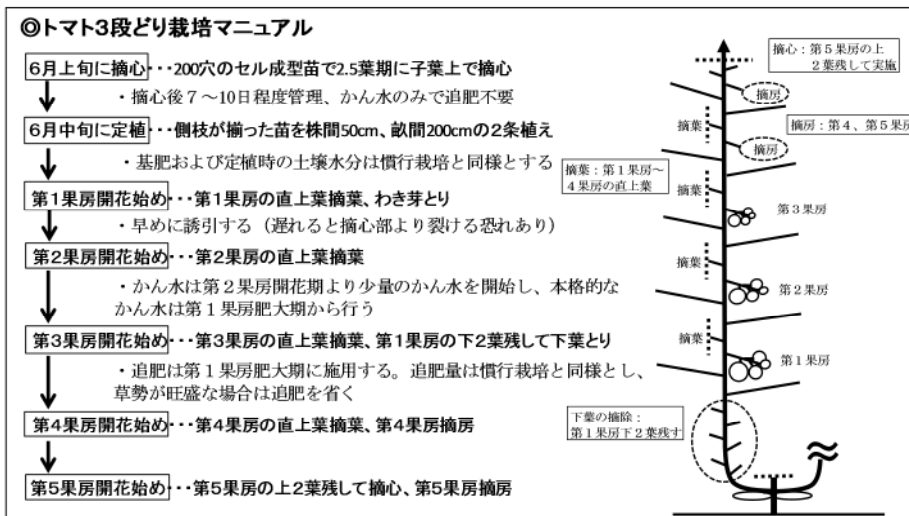 ◎トマト3段どり栽培マニュアル
6月上旬に摘心・・・200穴のセル成型苗で2.5葉期に子葉上で摘心
・摘心後７～10日程度管理、かん水のみで追肥不要
6月中旬に定植・・・側枝が揃った苗を株間50cm、畝間200cmの2条植え
・基肥および定植時の土壌水分は慣行栽培と同様とする
第1果房開花始め・・・第1果房の直上葉摘葉、わき芽とり
・早めに誘引する（遅れると摘心部より裂ける恐れあり）
第2果房開花始め・・・第2果房の直上葉摘葉
・かん水は第２果房開花期より少量のかん水を開始し、本格的な
かん水は第１果房肥大期から行う
第3果房開花始め・・・第3果房の直上葉摘葉、第1果房の下2葉残して下葉とり
・追肥は第１果房肥大期に施用する。追肥量は慣行栽培と同様とし、
草勢が旺盛な場合は追肥を省く
第4果房開花始め・・・第4果房の直上葉摘葉、第4果房摘房
第5果房開花始め・・・第5果房の上2葉残して摘心、第5果房摘房
摘心：第５果房の上
２葉残して実施
摘房
摘葉
摘房：第４、第５果房
摘房
摘葉：第１果房～
４果房の直上葉
摘葉
第３果房
摘葉
第２果房
摘葉
第１果房
下葉の摘除：
第１果房下２葉残す